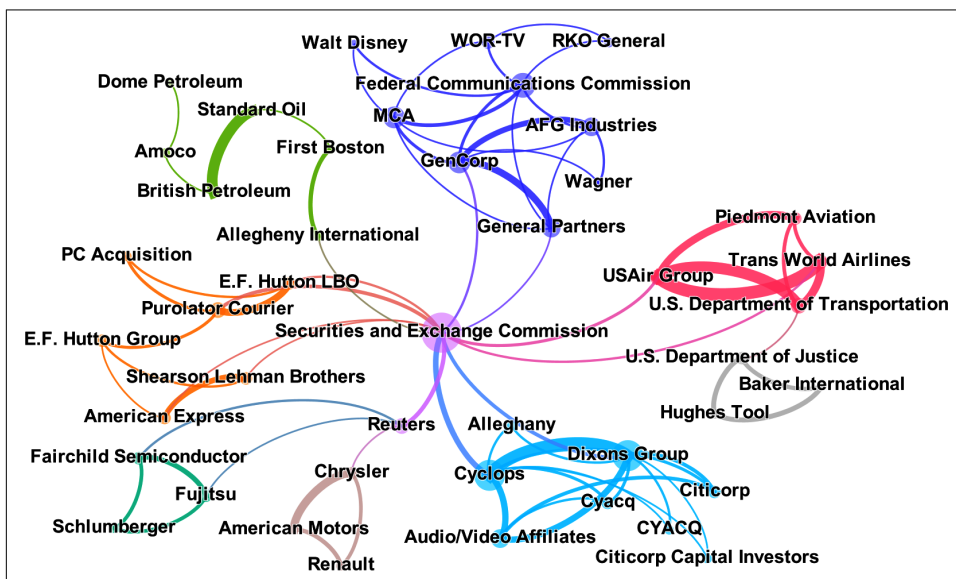 Walt Disney
WOR-TV
RKO General
Dome Petroleum
Federal Communications Commission
Standard Oil
MCA
AFG Industries
Amoco
First Boston
GenCorp
British Petroleum
Wagner
Allegheny International
General Partners
Piedmont Aviation
PC Acquisition
Trans World Airlines
E.F. Hutton LBO
USAir Group
Purolator Courier
U.S. Department of Transportation
Securities and Exchange Commission
E.F. Hutton Group
U.S. Department of Justice
Shearson Lehman Brothers
Baker International
American Express
Hughes Tool
Reuters
Alleghany
Fairchild Semiconductor
Dixons Group
Chrysler
Cyclops
Fujitsu
Citicorp
Cyacq
Schlumberger
American Motors
CYACQ
Audio/Video Affiliates
Renault
Citicorp Capital Investors